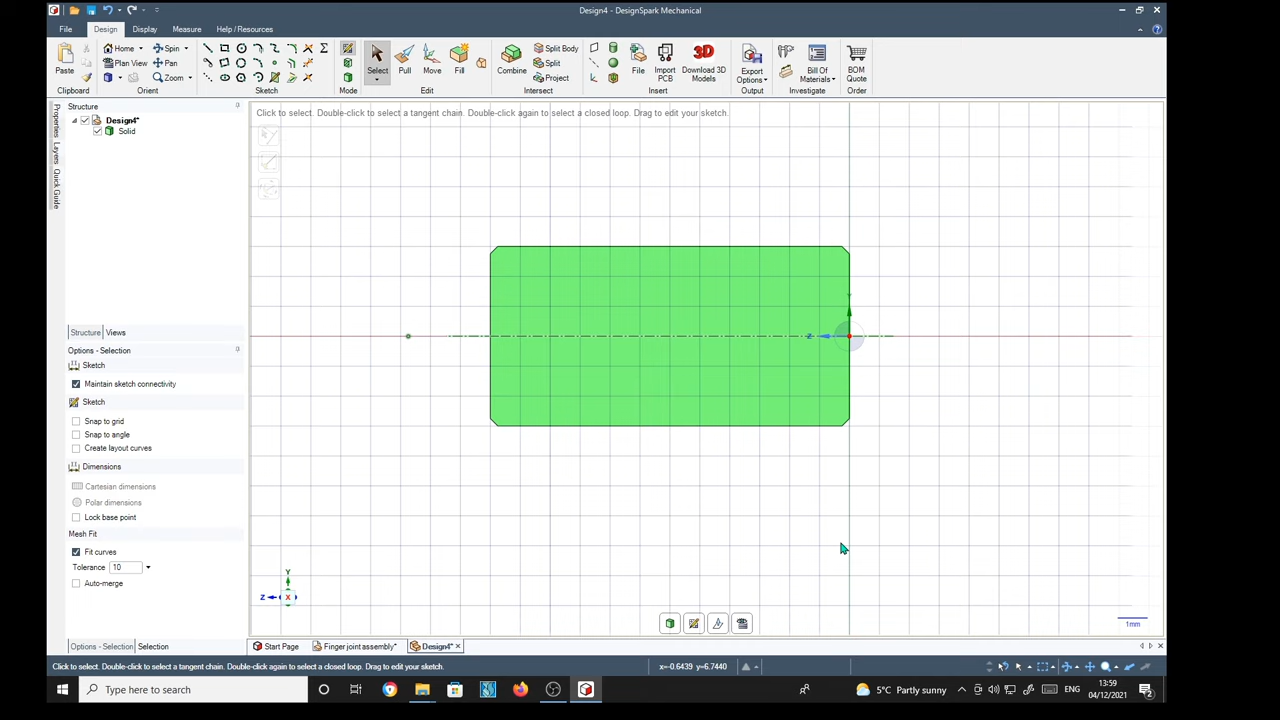 Design4 - DesignSpark Mechanical
File Design Display Measure Help / Resources
Paste
Clipboard
Home Spin
Plan View Pan
Zoom
Orient
Sketch
Mode
Select Pull Move Fill
Edit
Combine
Split Body
Split
Project
Intersect
File Import PCB Download 3D Models
Insert
Export Options
Output
Bill Of Materials
Investigate
BOM Quote
Order
Structure
Design4*
Solid
Properties Layers Quick Guide
Click to select. Double-click to select a tangent chain. Double-click again to select a closed loop. Drag to edit your sketch.
Structure Views
Options - Selection
Sketch
Maintain sketch connectivity
Sketch
Snap to grid
Snap to angle
Create layout curves
Dimensions
Cartesian dimensions
Polar dimensions
Lock base point
Mesh Fit
Fit curves
Tolerance 10
Auto-merge
Z
Y
Z X
1mm
Options - Selection Selection
Start Page Finger joint assembly* Design4*
Click to select. Double-click to select a tangent chain. Double-click again to select a closed loop. Drag to edit your sketch.
x=-0.6439 y=6.7440
Type here to search
5°C Partly sunny
ENG
13:59
04/12/2021
2